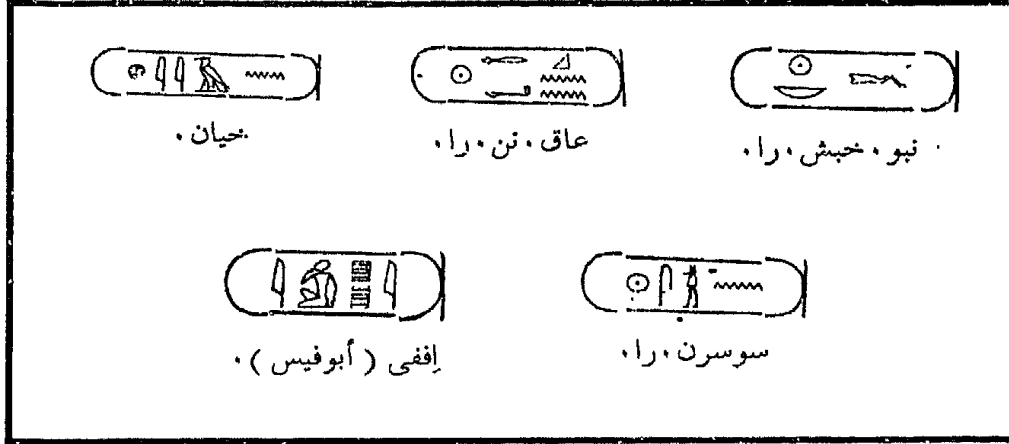 نبو . خبش . را .
عاق . نن . را .
خيان .
سوسرن . را .
إففى ( أبوفيس ) .